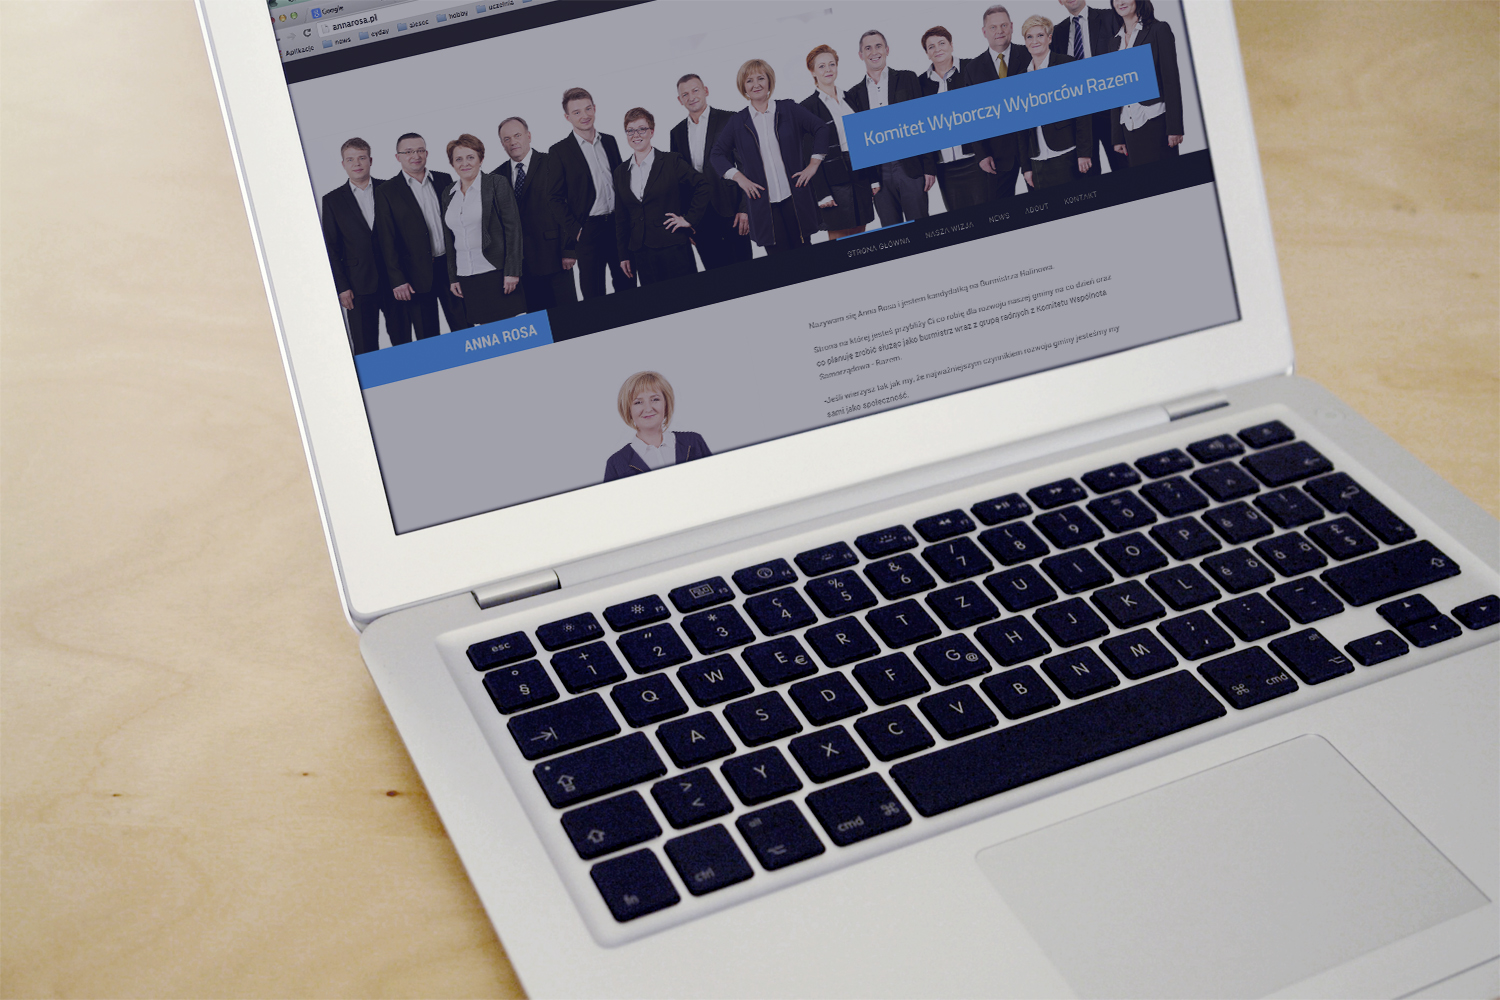 Google
annarosa.pl
Aplikacje news cyday aiesec hobby uczelnia
Komitet Wyborczy Wyborców Razem
STRONA GŁÓWNA NASZA WIZJA NEWS ABOUT KONTAKT
ANNA ROSA
Nazywam się Anna Rosa i jestem kandydatką na Burmistrza Halinowa.
Strona na której jesteś przybliży Ci co robię dla rozwoju naszej gminy na co dzień oraz
co planuję zrobić służąc jako burmistrz wraz z grupą radnych z Komitetu Wspólnota
Samorządowa - Razem.
-Jeśli wierzysz tak jak my, że najważniejszym czynnikiem rozwoju gminy jesteśmy my
sami jako społeczność.
esc F1 F2 F3 F4 F5 F6 F7
° § + 1 " 2 * 3 ç 4 % 5 & 6 / 7 ( 8 ) 9 = 0 ? '
Q W E € R T Z U I O P è ü !
A S D F G @ H J K L é ö à ä £ $
> < Y X C V B N M ; , : . _ -
fn ctrl alt cmd cmd alt